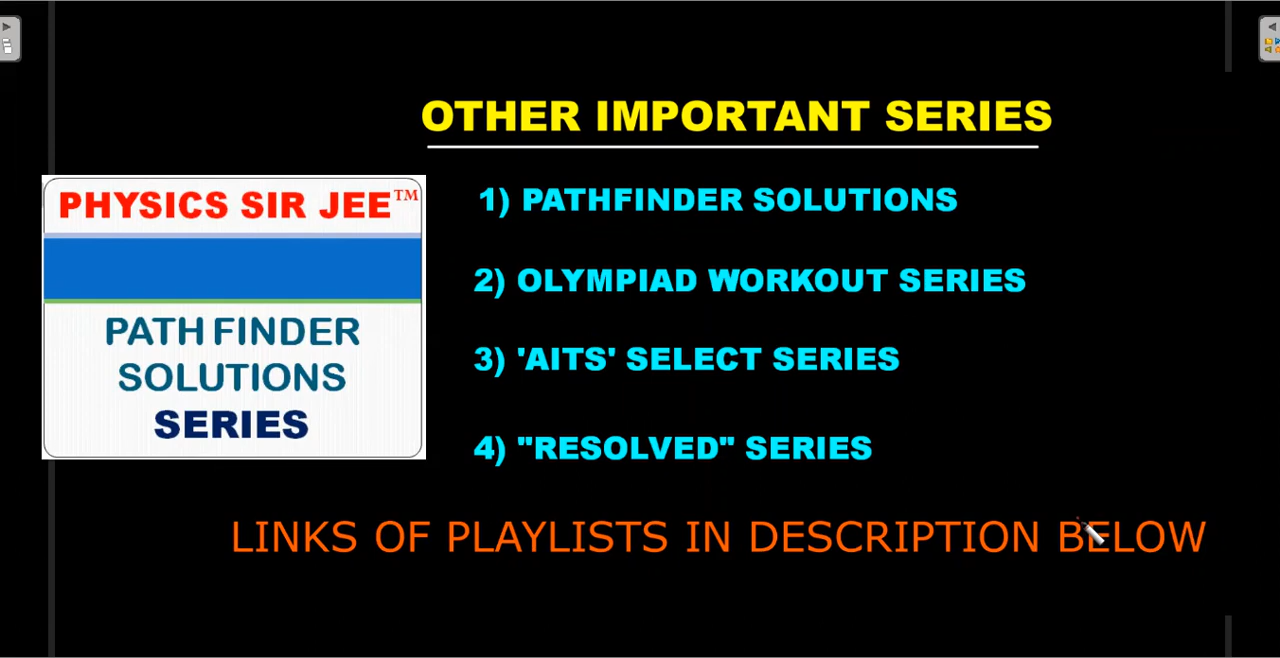 OTHER IMPORTANT SERIES
PHYSICS SIR JEE™
PATH FINDER
SOLUTIONS
SERIES
1) PATHFINDER SOLUTIONS
2) OLYMPIAD WORKOUT SERIES
3) 'AITS' SELECT SERIES
4) "RESOLVED" SERIES
LINKS OF PLAYLISTS IN DESCRIPTION BELOW